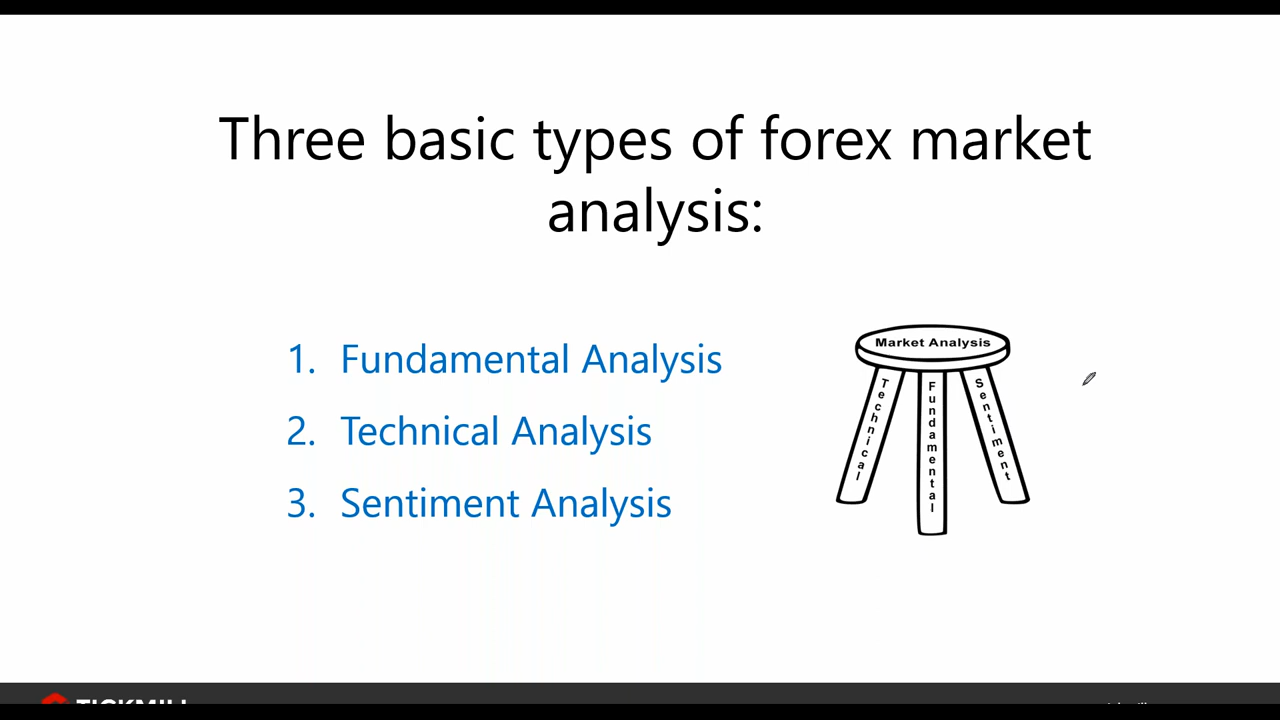 Three basic types of forex market
analysis:
1. Fundamental Analysis
2. Technical Analysis
3. Sentiment Analysis
Market Analysis
Technical
Fundamental
Sentiment
TICKMILL